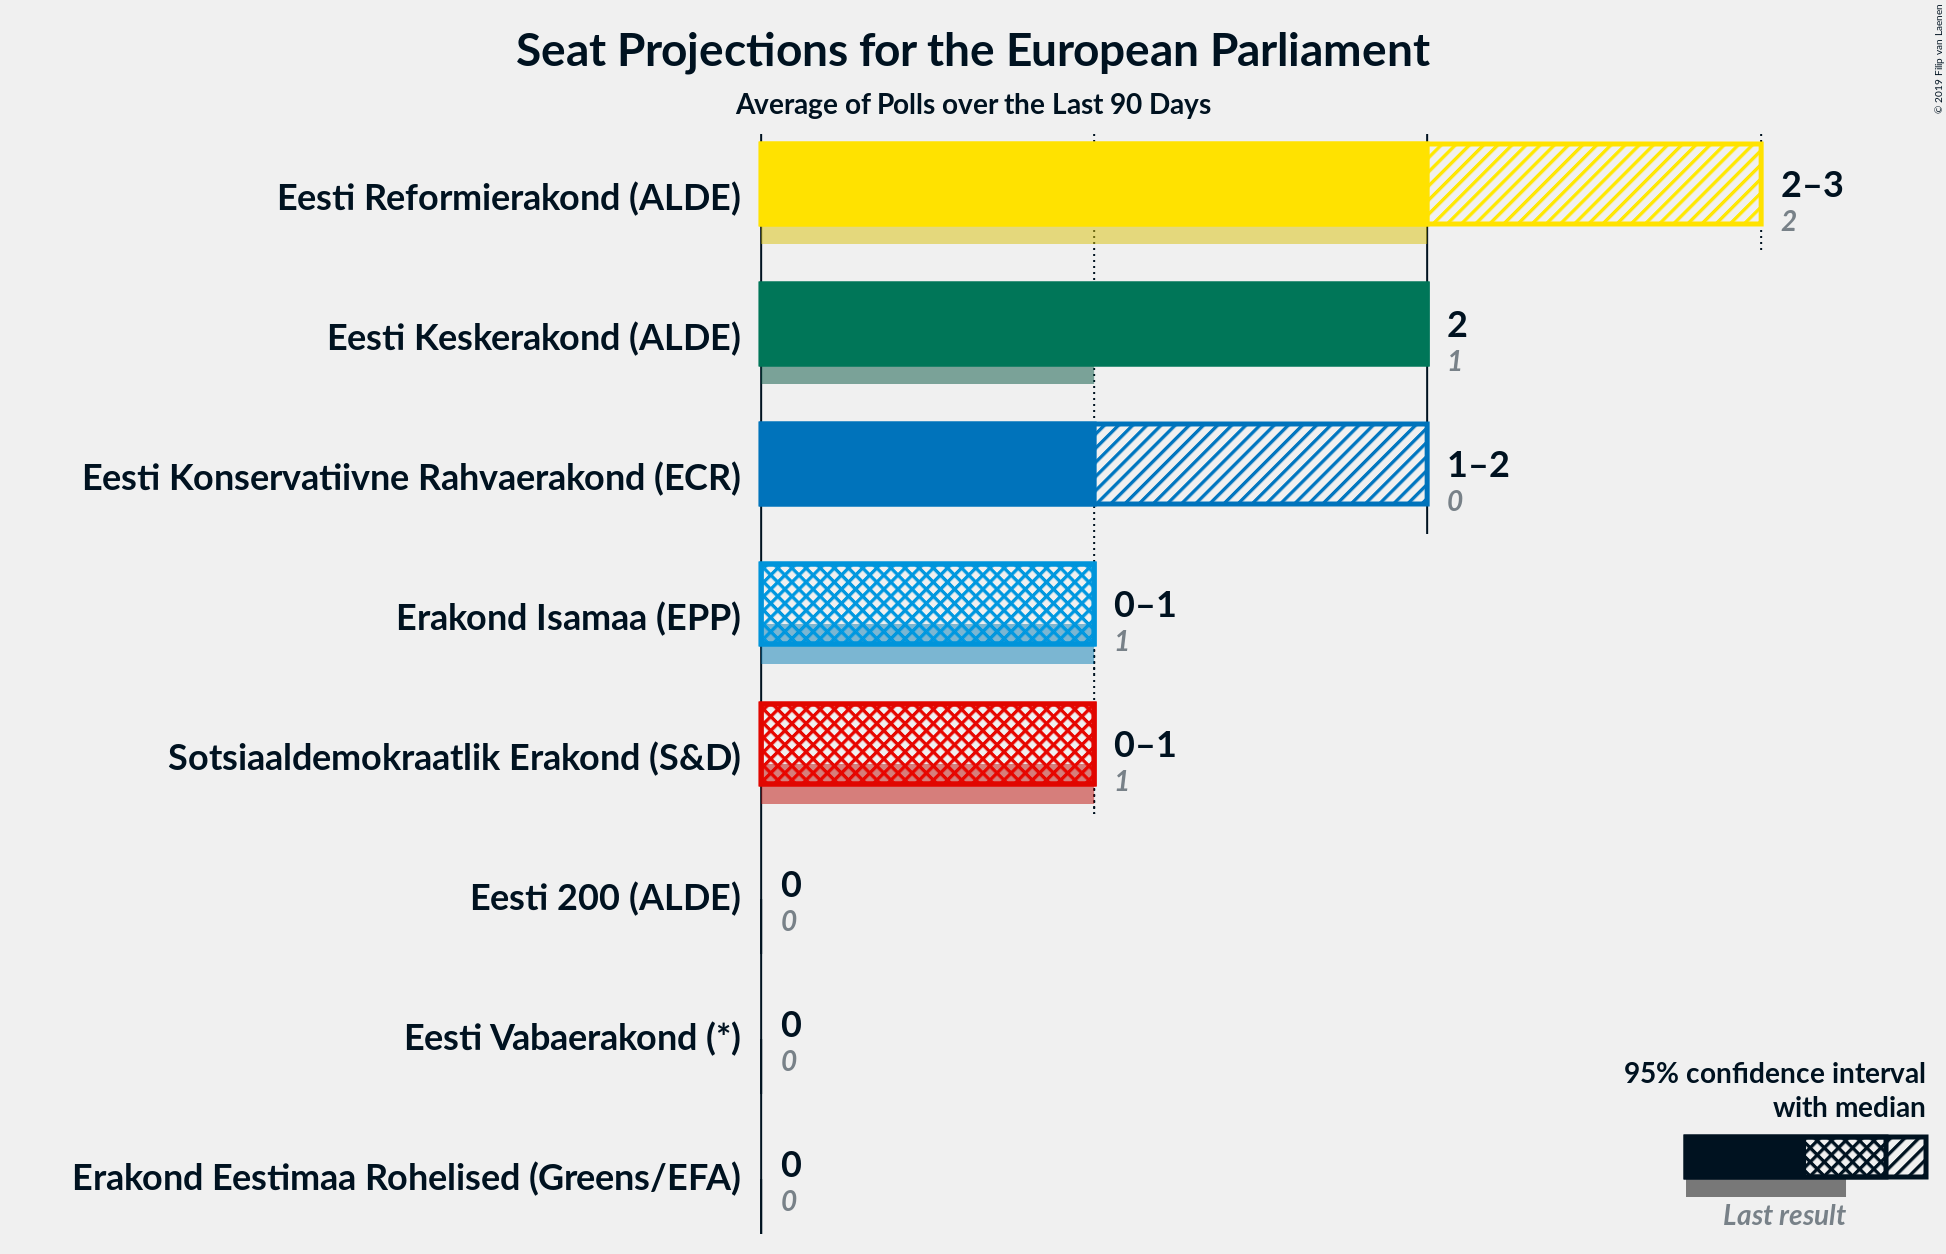 Seat Projections for the European Parliament
Average of Polls over the Last 90 Days
© 2019 Filip van Laenen
Eesti Reformierakond (ALDE)
2–3
2
Eesti Keskerakond (ALDE)
2
1
Eesti Konservatiivne Rahvaerakond (ECR)
1–2
0
Erakond Isamaa (EPP)
0–1
1
Sotsiaaldemokraatlik Erakond (S&D)
0–1
1
Eesti 200 (ALDE)
0
0
Eesti Vabaerakond (*)
0
0
Erakond Eestimaa Rohelised (Greens/EFA)
0
0
95% confidence interval
with median
Last result